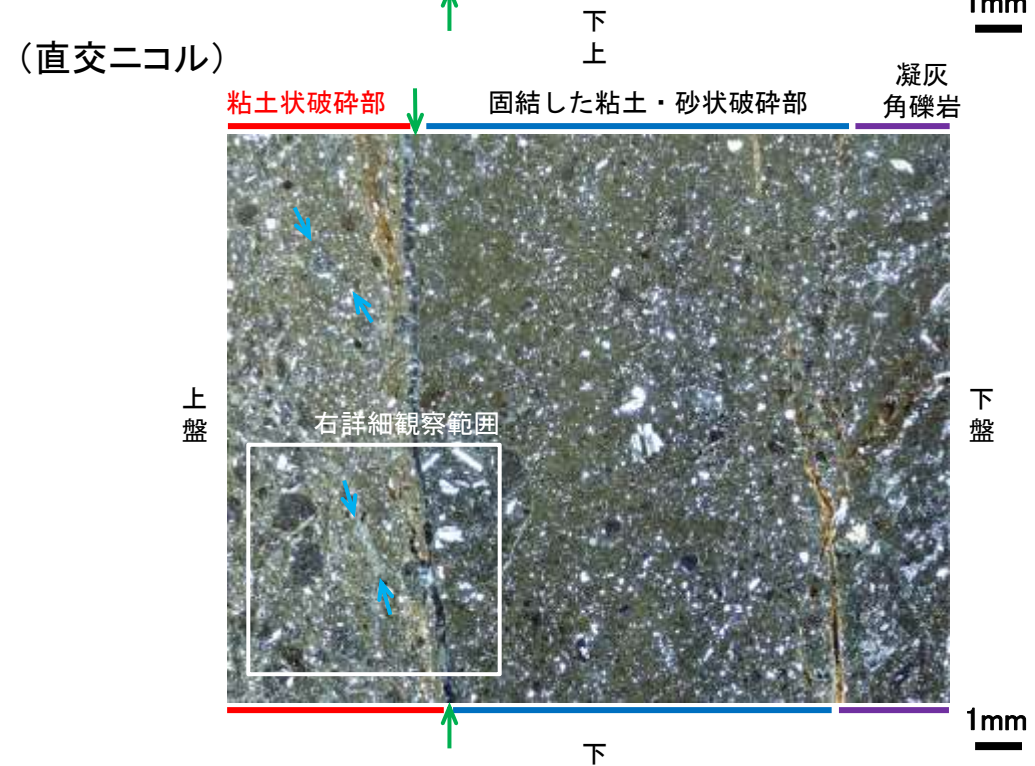 1mm
下
上
（直交ニコル）
粘土状破砕部
固結した粘土・砂状破砕部
凝灰
角礫岩
上
盤
右詳細観察範囲
下
盤
1mm
下